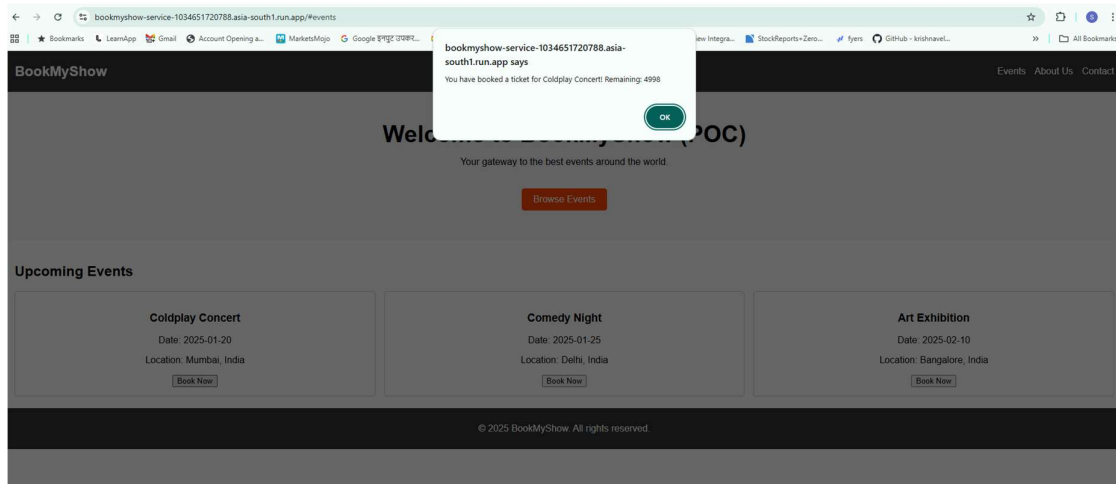 bookmyshow-service-1034651720788.asia-south1.run.app/#events
Bookmarks LearnApp Gmail Account Opening a... MarketsMojo Google इनपुट उपकर... iew Integra... StockReports+Zero... fyers GitHub - krishnavel... » All Bookmarks
bookmyshow-service-1034651720788.asia-
south1.run.app says
You have booked a ticket for Coldplay Concert! Remaining: 4998
OK
BookMyShow Events About Us Contact
(POC)
Your gateway to the best events around the world.
Browse Events
Upcoming Events
Coldplay Concert
Date: 2025-01-20
Location: Mumbai, India
Book Now
Comedy Night
Date: 2025-01-25
Location: Delhi, India
Book Now
Art Exhibition
Date: 2025-02-10
Location: Bangalore, India
Book Now
© 2025 BookMyShow. All rights reserved.